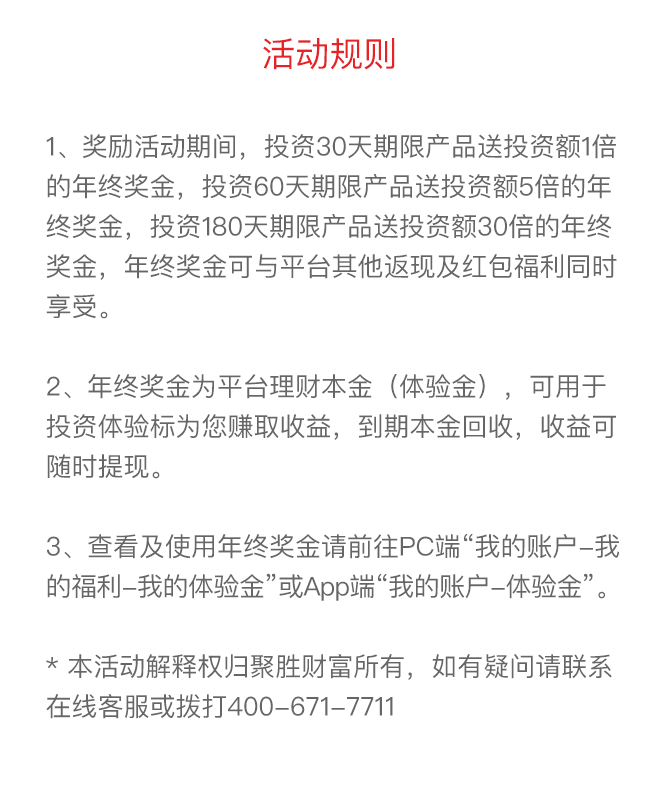 活动规则
1、奖励活动期间，投资30天期限产品送投资额1倍
的年终奖金，投资60天期限产品送投资额5倍的年
终奖金，投资180天期限产品送投资额30倍的年终
奖金，年终奖金可与平台其他返现及红包福利同时
享受。
2、年终奖金为平台理财本金（体验金），可用于
投资体验标为您赚取收益，到期本金回收，收益可
随时提现。
3、查看及使用年终奖金请前往PC端“我的账户–我
的福利–我的体验金”或App端“我的账户–体验金”。
* 本活动解释权归聚胜财富所有，如有疑问请联系
在线客服或拨打400–671–7711